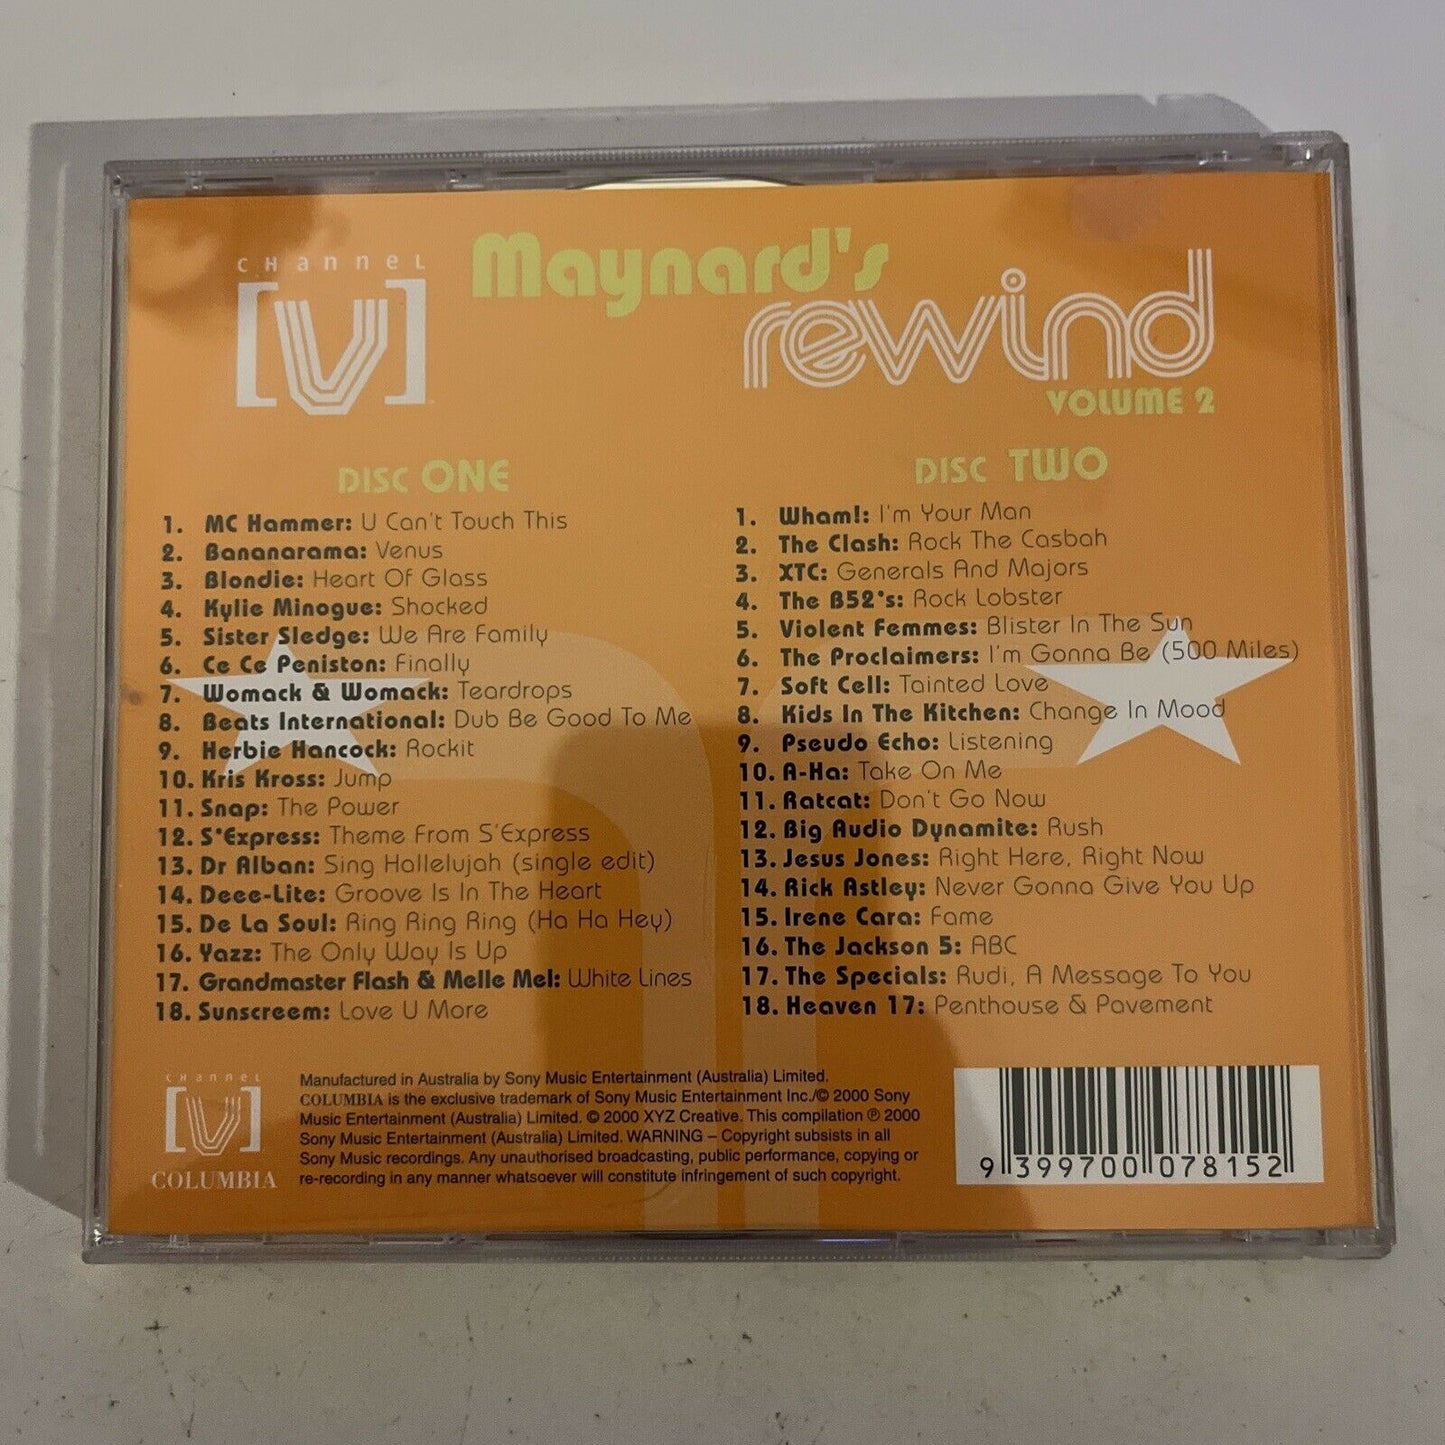 CHannEL
[V]
Maynard's
rewind
VOLUME 2
DISC ONE
1. MC Hammer: U Can't Touch This
2. Bananarama: Venus
3. Blondie: Heart Of Glass
4. Kylie Minogue: Shocked
5. Sister Sledge: We Are Family
6. Ce Ce Peniston: Finally
7. Womack & Womack: Teardrops
8. Beats International: Dub Be Good To Me
9. Herbie Hancock: Rockit
10. Kris Kross: Jump
11. Snap: The Power
12. S'Express: Theme From S'Express
13. Dr Alban: Sing Hallelujah (single edit)
14. Deee-Lite: Groove Is In The Heart
15. De La Soul: Ring Ring Ring (Ha Ha Hey)
16. Yazz: The Only Way Is Up
17. Grandmaster Flash & Melle Mel: White Lines
18. Sunscreem: Love U More
DISC TWO
1. Wham!: I'm Your Man
2. The Clash: Rock The Casbah
3. XTC: Generals And Majors
4. The B52's: Rock Lobster
5. Violent Femmes: Blister In The Sun
6. The Proclaimers: I'm Gonna Be (500 Miles)
7. Soft Cell: Tainted Love
8. Kids In The Kitchen: Change In Mood
9. Pseudo Echo: Listening
10. A-Ha: Take On Me
11. Ratcat: Don't Go Now
12. Big Audio Dynamite: Rush
13. Jesus Jones: Right Here, Right Now
14. Rick Astley: Never Gonna Give You Up
15. Irene Cara: Fame
16. The Jackson 5: ABC
17. The Specials: Rudi, A Message To You
18. Heaven 17: Penthouse & Pavement
CHannEL
[V]
COLUMBIA
Manufactured in Australia by Sony Music Entertainment (Australia) Limited.
COLUMBIA is the exclusive trademark of Sony Music Entertainment Inc./© 2000 Sony
Music Entertainment (Australia) Limited. © 2000 XYZ Creative. This compilation ℗ 2000
Sony Music Entertainment (Australia) Limited. WARNING – Copyright subsists in all
Sony Music recordings. Any unauthorised broadcasting, public performance, copying or
re-recording in any manner whatsoever will constitute infringement of such copyright.
9 399700 078152